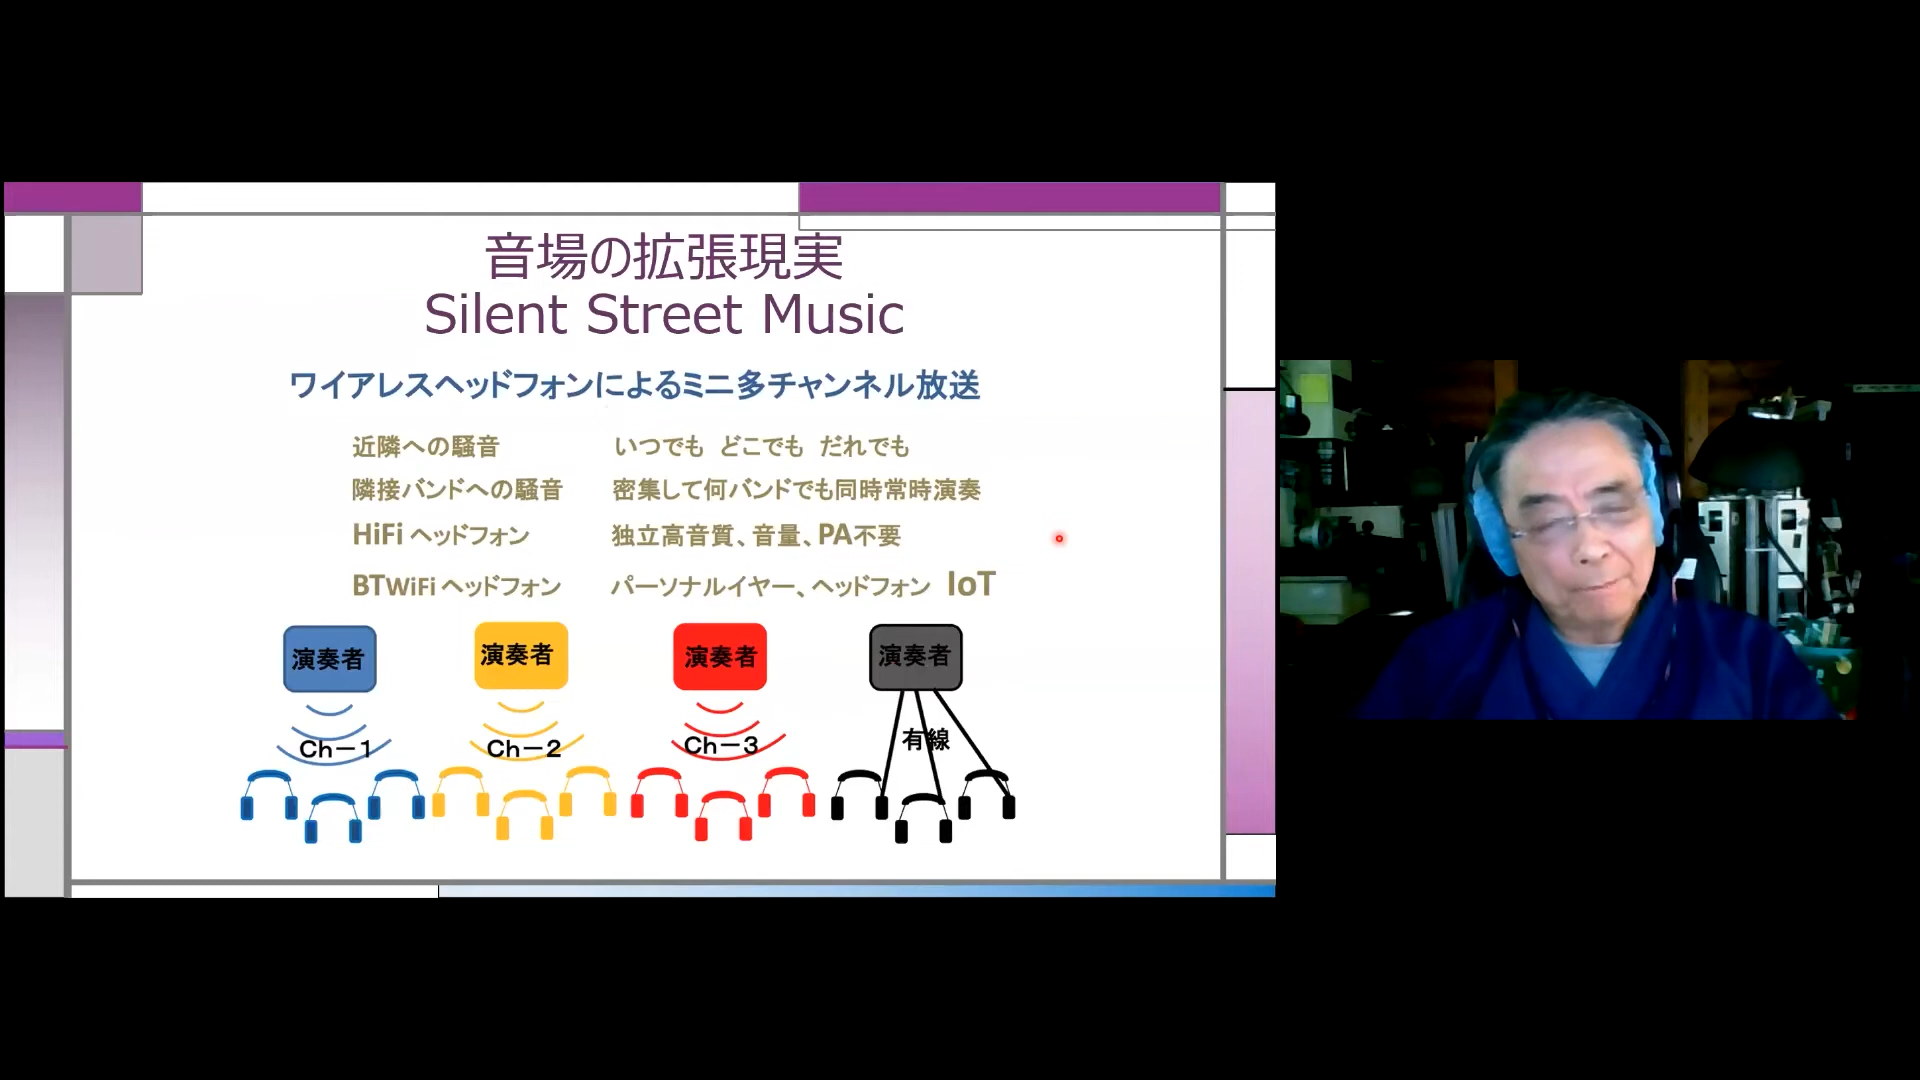 音場の拡張現実
Silent Street Music
ワイアレスヘッドフォンによるミニ多チャンネル放送
近隣への騒音 いつでも どこでも だれでも
隣接バンドへの騒音 密集して何バンドでも同時常時演奏
HiFi ヘッドフォン 独立高音質、音量、PA不要
BTWiFi ヘッドフォン パーソナルイヤー、ヘッドフォン IoT
演奏者 演奏者 演奏者 演奏者
Ch－1 Ch－2 Ch－3 有線